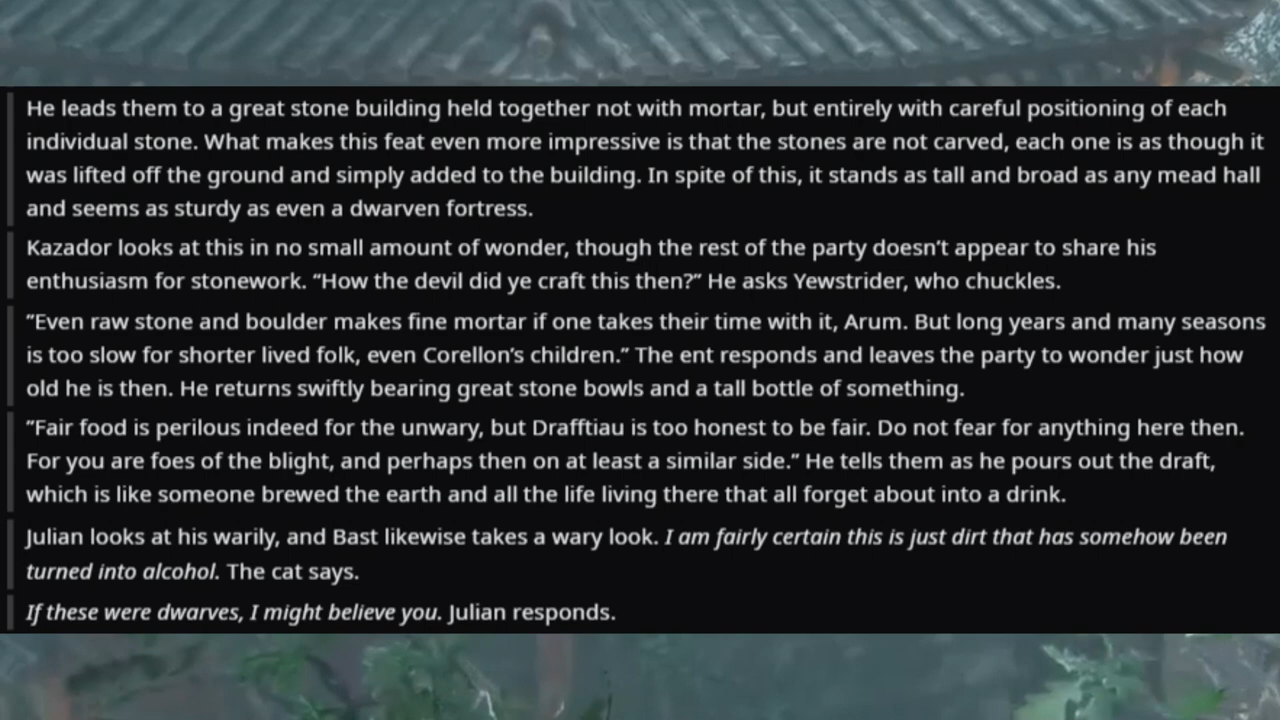 He leads them to a great stone building held together not with mortar, but entirely with careful positioning of each
individual stone. What makes this feat even more impressive is that the stones are not carved, each one is as though it
was lifted off the ground and simply added to the building. In spite of this, it stands as tall and broad as any mead hall
and seems as sturdy as even a dwarven fortress.
Kazador looks at this in no small amount of wonder, though the rest of the party doesn’t appear to share his
enthusiasm for stonework. “How the devil did ye craft this then?” He asks Yewstrider, who chuckles.
“Even raw stone and boulder makes fine mortar if one takes their time with it, Arum. But long years and many seasons
is too slow for shorter lived folk, even Corellon’s children.” The ent responds and leaves the party to wonder just how
old he is then. He returns swiftly bearing great stone bowls and a tall bottle of something.
“Fair food is perilous indeed for the unwary, but Drafftiau is too honest to be fair. Do not fear for anything here then.
For you are foes of the blight, and perhaps then on at least a similar side.” He tells them as he pours out the draft,
which is like someone brewed the earth and all the life living there that all forget about into a drink.
Julian looks at his warily, and Bast likewise takes a wary look. I am fairly certain this is just dirt that has somehow been
turned into alcohol. The cat says.
If these were dwarves, I might believe you. Julian responds.